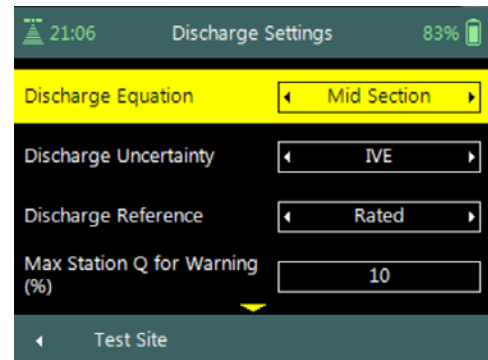 21:06 Discharge Settings 83%
Discharge Equation Mid Section
Discharge Uncertainty IVE
Discharge Reference Rated
Max Station Q for Warning
(%) 10
Test Site